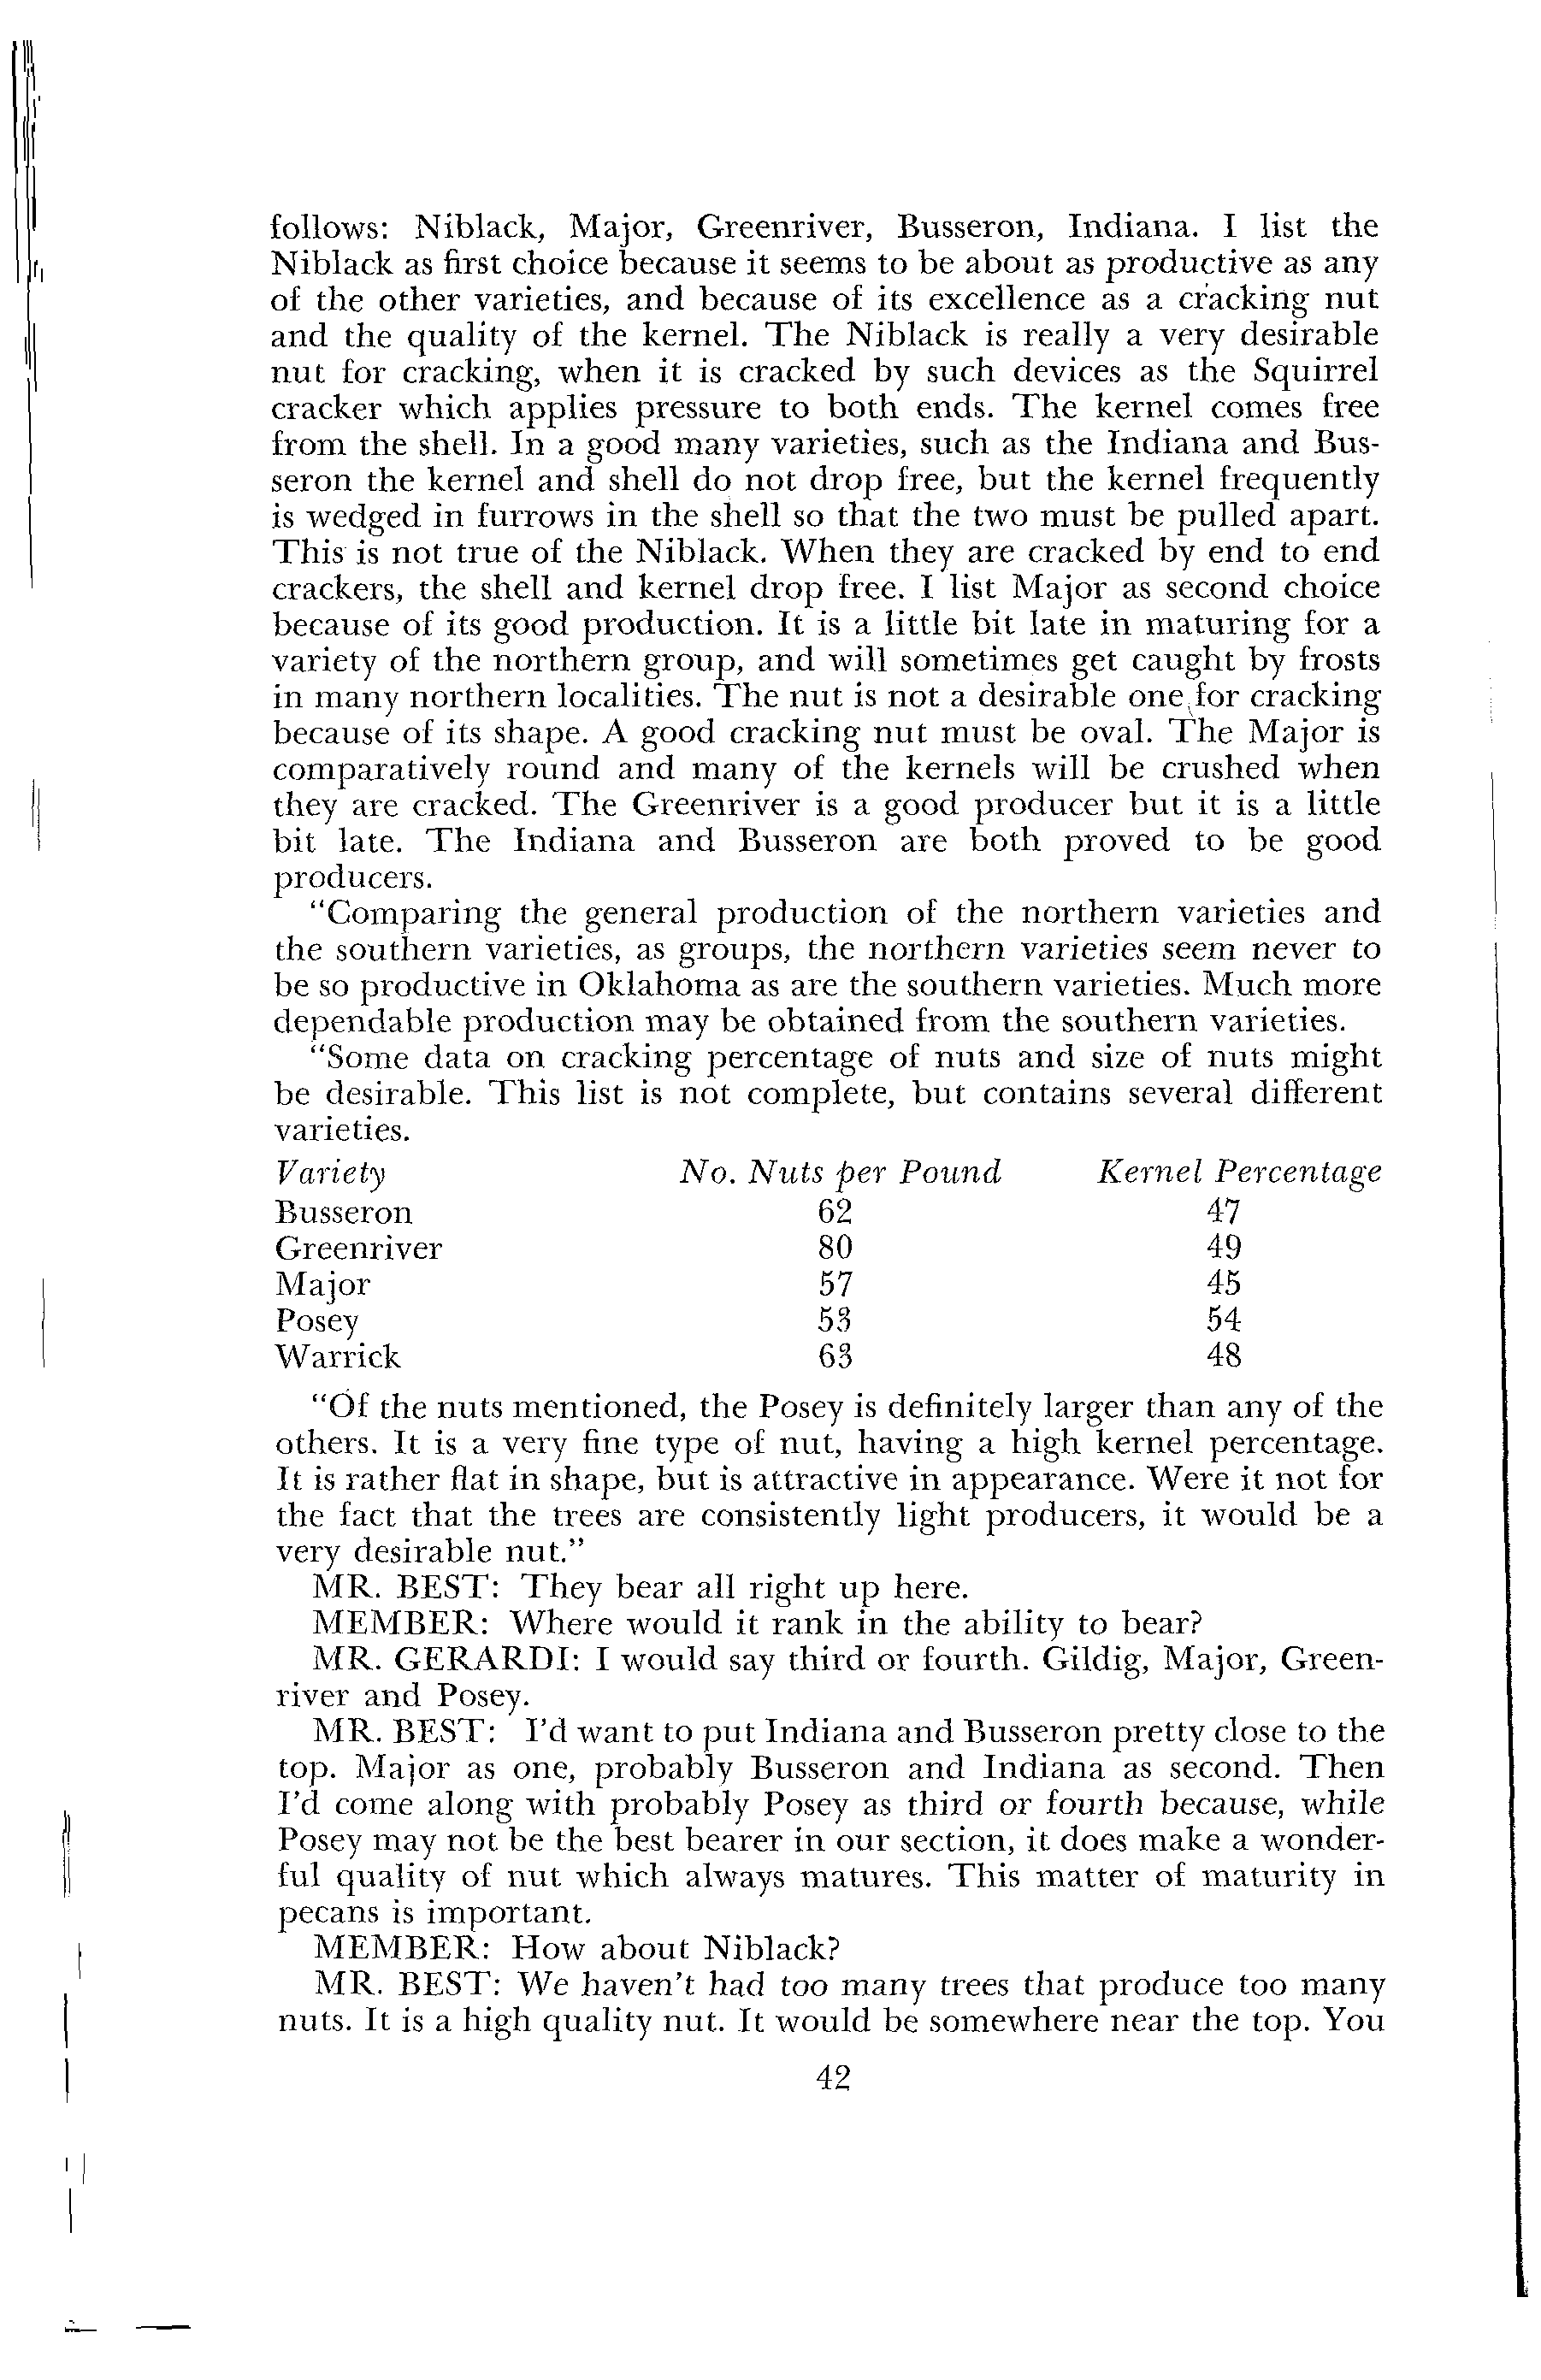 follows: Niblack, Major, Greenriver, Busseron, Indiana. I list the
Niblack as first choice because it seems to be about as productive as any
of the other varieties, and because of its excellence as a cracking nut
and the quality of the kernel. The Niblack is really a very desirable
nut for cracking, when it is cracked by such devices as the Squirrel
cracker which applies pressure to both ends. The kernel comes free
from the shell. In a good many varieties, such as the Indiana and Bus-
seron the kernel and shell do not drop free, but the kernel frequently
is wedged in furrows in the shell so that the two must be pulled apart.
This is not true of the Niblack. When they are cracked by end to end
crackers, the shell and kernel drop free. I list Major as second choice
because of its good production. It is a little bit late in maturing for a
variety of the northern group, and will sometimes get caught by frosts
in many northern localities. The nut is not a desirable one for cracking
because of its shape. A good cracking nut must be oval. The Major is
comparatively round and many of the kernels will be crushed when
they are cracked. The Greenriver is a good producer but it is a little
bit late. The Indiana and Busseron are both proved to be good
producers.
"Comparing the general production of the northern varieties and
the southern varieties, as groups, the northern varieties seem never to
be so productive in Oklahoma as are the southern varieties. Much more
dependable production may be obtained from the southern varieties.
"Some data on cracking percentage of nuts and size of nuts might
be desirable. This list is not complete, but contains several different
varieties.
Variety No. Nuts per Pound Kernel Percentage
Busseron 62 47
Greenriver 80 49
Major 57 45
Posey 53 54
Warrick 63 48
"Of the nuts mentioned, the Posey is definitely larger than any of the
others. It is a very fine type of nut, having a high kernel percentage.
It is rather flat in shape, but is attractive in appearance. Were it not for
the fact that the trees are consistently light producers, it would be a
very desirable nut."
MR. BEST: They bear all right up here.
MEMBER: Where would it rank in the ability to bear?
MR. GERARDI: I would say third or fourth. Gildig, Major, Green-
river and Posey.
MR. BEST: I'd want to put Indiana and Busseron pretty close to the
top. Major as one, probably Busseron and Indiana as second. Then
I'd come along with probably Posey as third or fourth because, while
Posey may not be the best bearer in our section, it does make a wonder-
ful quality of nut which always matures. This matter of maturity in
pecans is important.
MEMBER: How about Niblack?
MR. BEST: We haven't had too many trees that produce too many
nuts. It is a high quality nut. It would be somewhere near the top. You
42